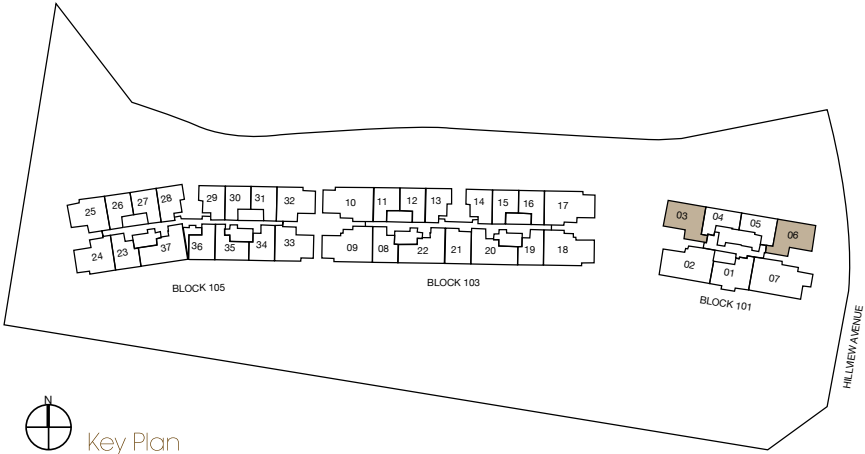 28 29 30 31 32 10 11 12 13 14 15 16 17
25 26 27 03 04 05 06
24 23 37 36 35 34 33 09 08 22 21 20 19 18 02 01 07
BLOCK 105
BLOCK 103
BLOCK 101
HILLVIEW AVENUE
N
Key Plan